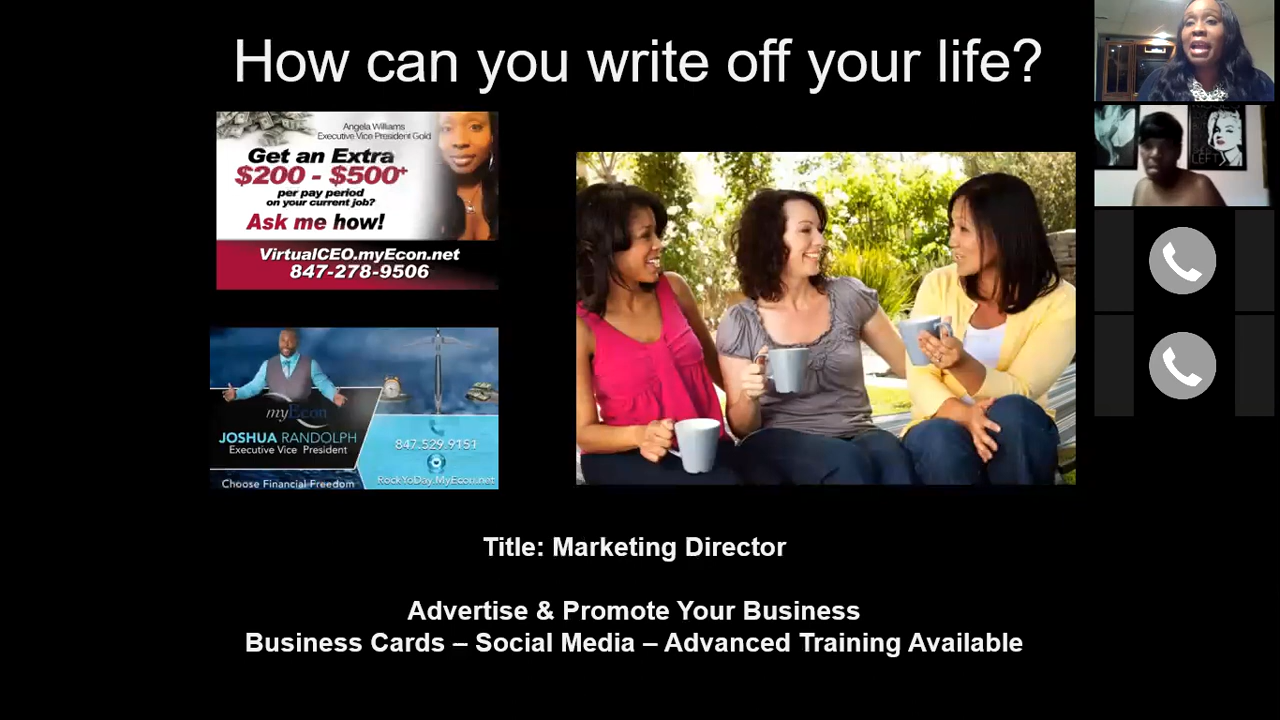 How can you write off your life?
Angela Williams
Executive Vice President Gold
Get an Extra
$200 - $500+
per pay period
on your current job?
Ask me how!
VirtualCEO.myEcon.net
847-278-9506
myEcon
JOSHUA RANDOLPH
Executive Vice President
847.529.9151
Choose Financial Freedom
RockYoDay.MyEcon.net
Title: Marketing Director
Advertise & Promote Your Business
Business Cards – Social Media – Advanced Training Available
LEFT